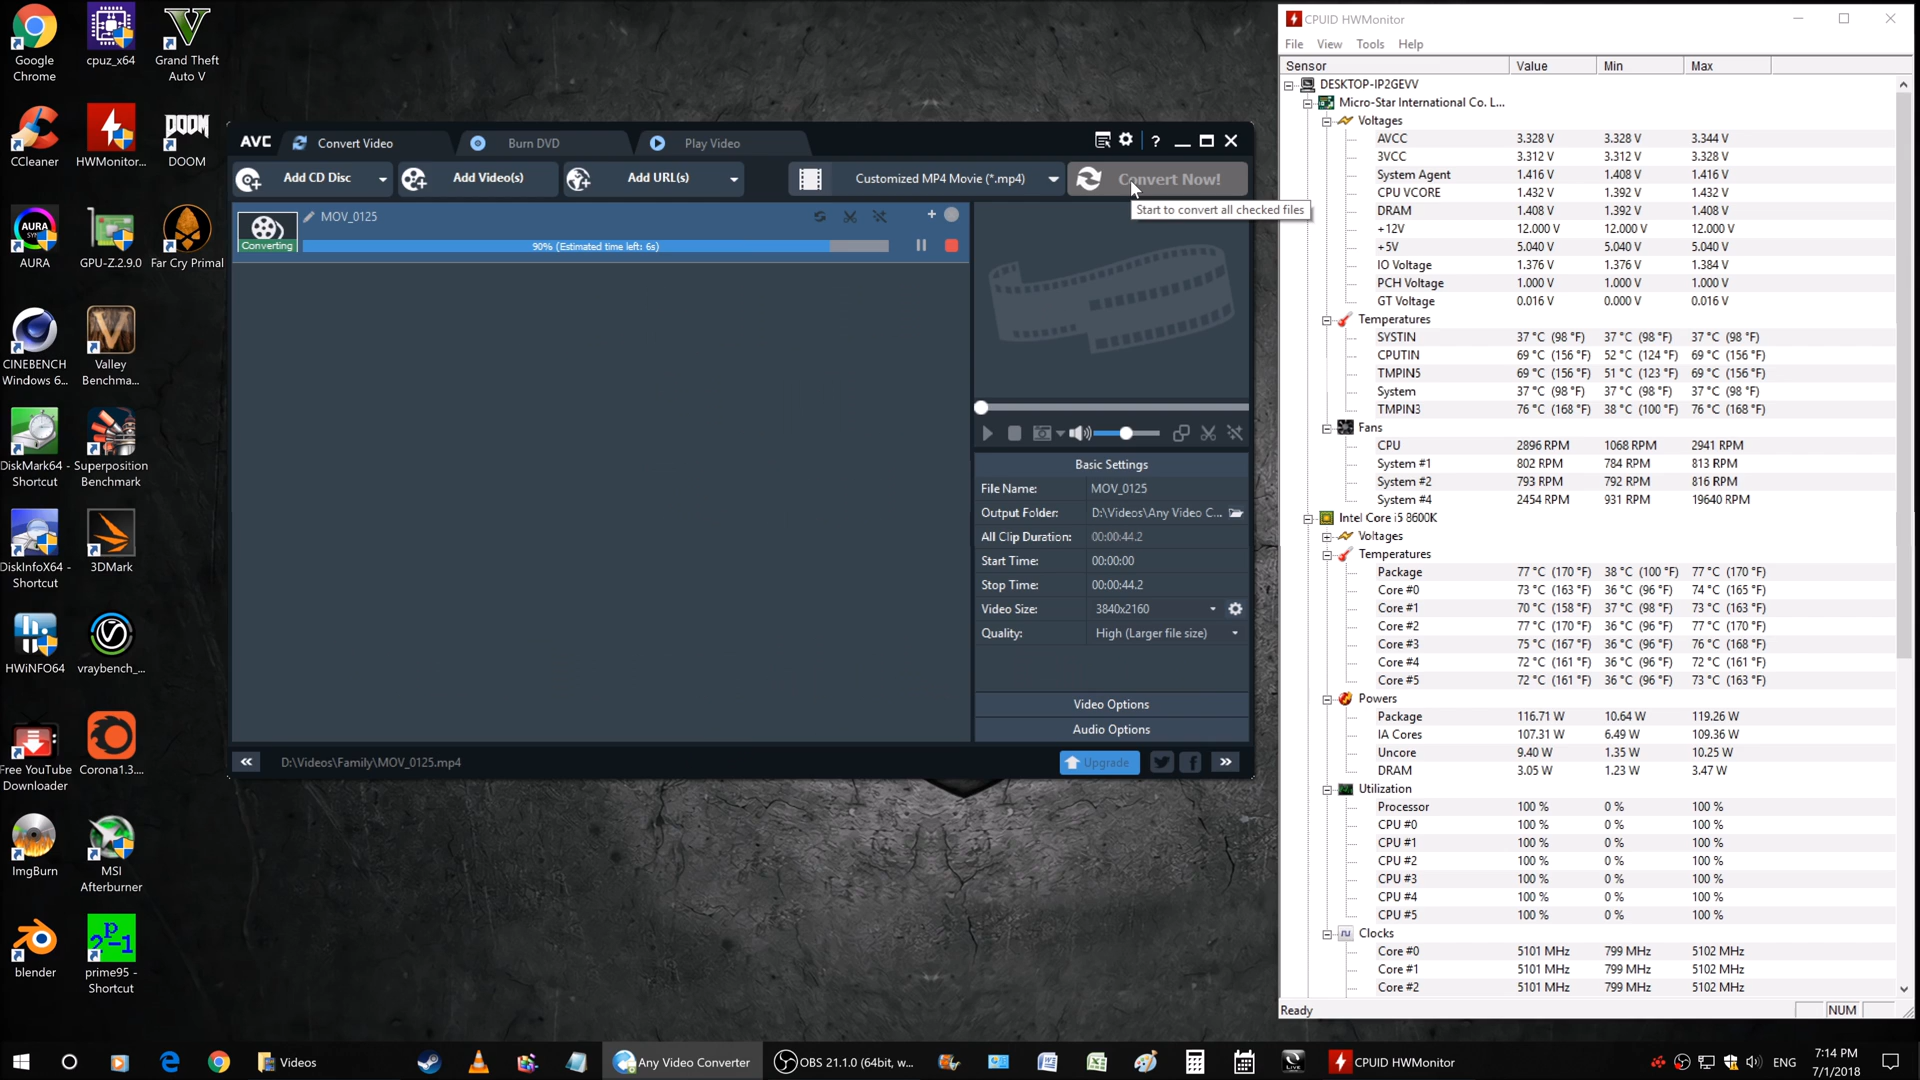 Google
Chrome
cpuz_x64
Grand Theft
Auto V
CCleaner
HWMonitor...
DOOM
DOOM
AURA
AURA
GPU-Z.2.9.0
Far Cry Primal
CINEBENCH
Windows 6...
Valley
Benchma...
DiskMark64 -
Shortcut
Superposition
Benchmark
DiskInfoX64 -
Shortcut
3DMark
HWiNFO64
vraybench_...
Free YouTube
Downloader
Corona1.3....
ImgBurn
MSI
Afterburner
blender
prime95 -
Shortcut
AVC
Convert Video
Burn DVD
Play Video
?
Add CD Disc
Add Video(s)
Add URL(s)
Customized MP4 Movie (*.mp4)
Convert Now!
Start to convert all checked files
MOV_0125
Converting
90% (Estimated time left: 6s)
Basic Settings
File Name: MOV_0125
Output Folder: D:\Videos\Any Video C...
All Clip Duration: 00:00:44.2
Start Time: 00:00:00
Stop Time: 00:00:44.2
Video Size: 3840x2160
Quality: High (Larger file size)
Video Options
Audio Options
D:\Videos\Family\MOV_0125.mp4
Upgrade
CPUID HWMonitor
File View Tools Help
Sensor Value Min Max
DESKTOP-IP2GEVV
Micro-Star International Co. L...
Voltages
AVCC 3.328 V 3.328 V 3.344 V
3VCC 3.312 V 3.312 V 3.328 V
System Agent 1.416 V 1.408 V 1.416 V
CPU VCORE 1.432 V 1.392 V 1.432 V
DRAM 1.408 V 1.392 V 1.408 V
+12V 12.000 V 12.000 V 12.000 V
+5V 5.040 V 5.040 V 5.040 V
IO Voltage 1.376 V 1.376 V 1.384 V
PCH Voltage 1.000 V 1.000 V 1.000 V
GT Voltage 0.016 V 0.000 V 0.016 V
Temperatures
SYSTIN 37 °C (98 °F) 37 °C (98 °F) 37 °C (98 °F)
CPUTIN 69 °C (156 °F) 52 °C (124 °F) 69 °C (156 °F)
TMPIN5 69 °C (156 °F) 51 °C (123 °F) 69 °C (156 °F)
System 37 °C (98 °F) 37 °C (98 °F) 37 °C (98 °F)
TMPIN3 76 °C (168 °F) 38 °C (100 °F) 76 °C (168 °F)
Fans
CPU 2896 RPM 1068 RPM 2941 RPM
System #1 802 RPM 784 RPM 813 RPM
System #2 793 RPM 792 RPM 816 RPM
System #4 2454 RPM 931 RPM 19640 RPM
Intel Core i5 8600K
Voltages
Temperatures
Package 77 °C (170 °F) 38 °C (100 °F) 77 °C (170 °F)
Core #0 73 °C (163 °F) 36 °C (96 °F) 74 °C (165 °F)
Core #1 70 °C (158 °F) 37 °C (98 °F) 73 °C (163 °F)
Core #2 77 °C (170 °F) 36 °C (96 °F) 77 °C (170 °F)
Core #3 75 °C (167 °F) 36 °C (96 °F) 76 °C (168 °F)
Core #4 72 °C (161 °F) 36 °C (96 °F) 72 °C (161 °F)
Core #5 72 °C (161 °F) 36 °C (96 °F) 73 °C (163 °F)
Powers
Package 116.71 W 10.64 W 119.26 W
IA Cores 107.31 W 6.49 W 109.36 W
Uncore 9.40 W 1.35 W 10.25 W
DRAM 3.05 W 1.23 W 3.47 W
Utilization
Processor 100 % 0 % 100 %
CPU #0 100 % 0 % 100 %
CPU #1 100 % 0 % 100 %
CPU #2 100 % 0 % 100 %
CPU #3 100 % 0 % 100 %
CPU #4 100 % 0 % 100 %
CPU #5 100 % 0 % 100 %
Clocks
Core #0 5101 MHz 799 MHz 5102 MHz
Core #1 5101 MHz 799 MHz 5102 MHz
Core #2 5101 MHz 799 MHz 5102 MHz
Ready NUM
Videos
Any Video Converter
OBS 21.1.0 (64bit, w...
LIVE
CPUID HWMonitor
ENG
7:14 PM
7/1/2018